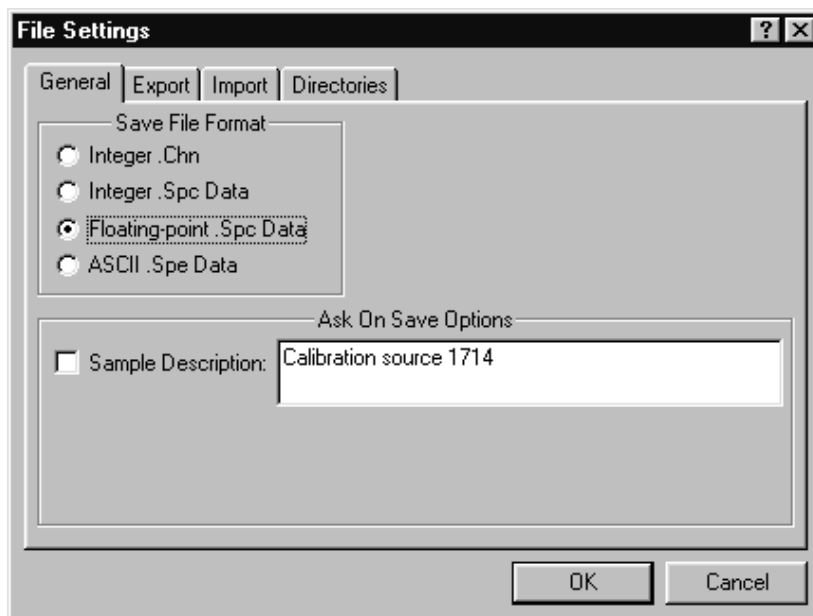 File Settings
General Export Import Directories
Save File Format
Integer .Chn
Integer .Spc Data
Floating-point .Spc Data
ASCII .Spe Data
Ask On Save Options
Sample Description: Calibration source 1714
OK Cancel